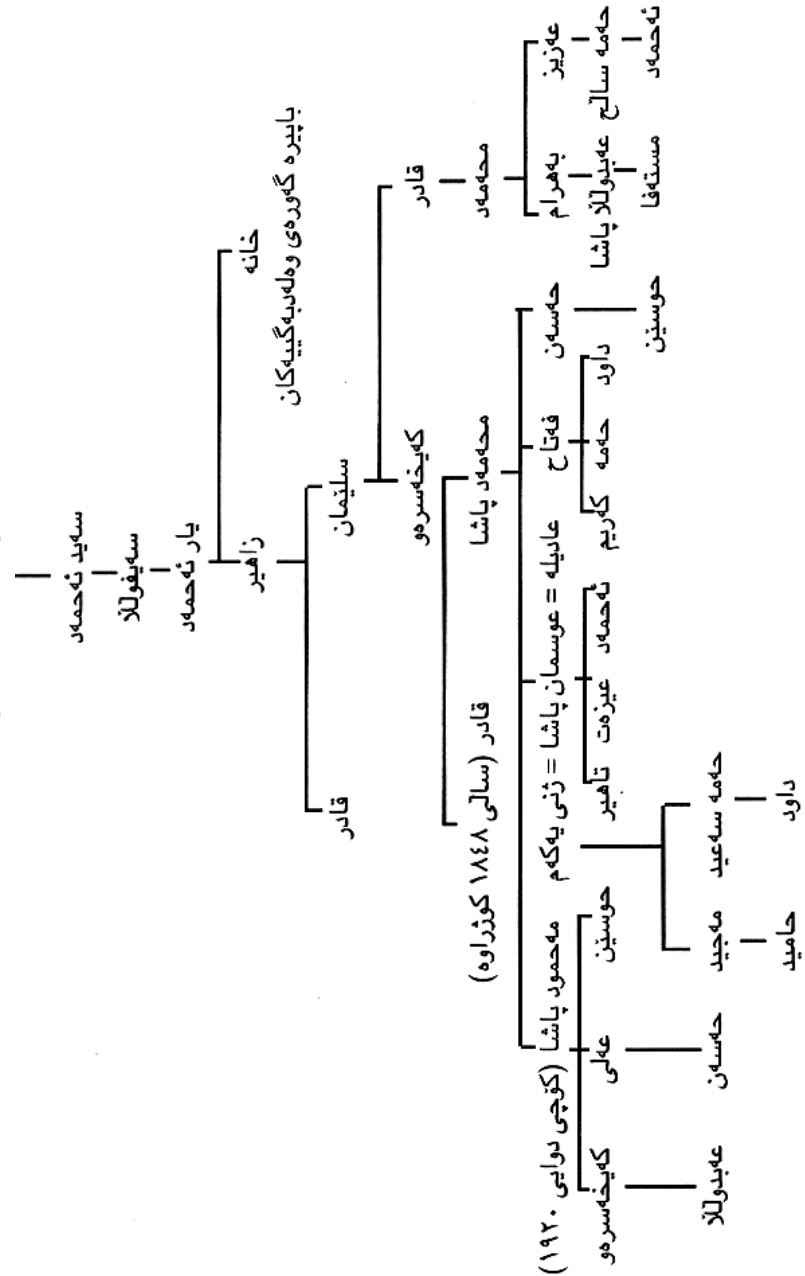 سەید ئەحمەد
سەیفوڵڵا
یار ئەحمەد
زاهیر
خانە
باپیرە گەورەی وەلەدبەگییەکان
سلێمان
قادر
کەیخەسرەو
قادر
محەمەد پاشا
قادر (ساڵی ١٨٤٨ کوژراوە)
محەمەد
عەزیز
بەهرام
حەسەن
فەتاح
عادیلە = عوسمان پاشا = ژنی یەکەم
مەحمود پاشا (کۆچی دوایی ١٩٢٠)
حەمە ساڵح
عەبدوڵڵا پاشا
داود
حەمە
کەریم
ئەحمەد
عیزەت
تاهیر
حوسێن
عەلی
کەیخەسرەو
ئەحمەد
مستەفا
حوسێن
حەمە سەعید
مەجید
حەسەن
عەبدوڵڵا
داود
حامید